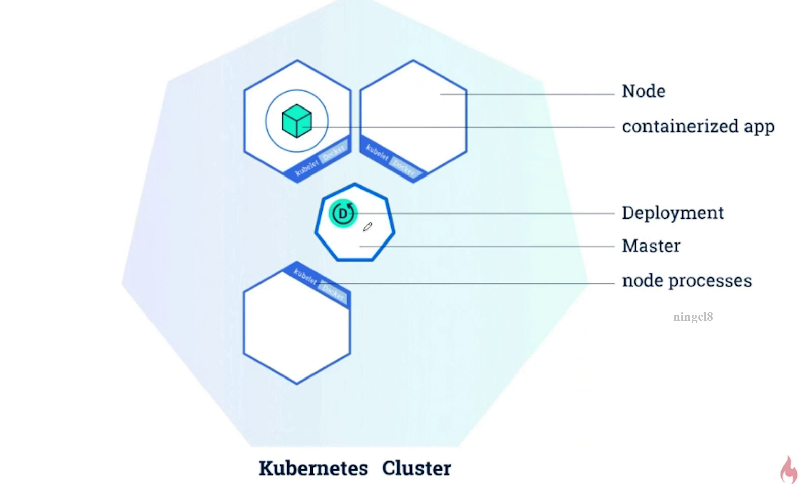 Node
containerized app
kubelet Docker
kubelet Docker
D
Deployment
Master
kubelet Docker
node processes
ningcl8
Kubernetes Cluster